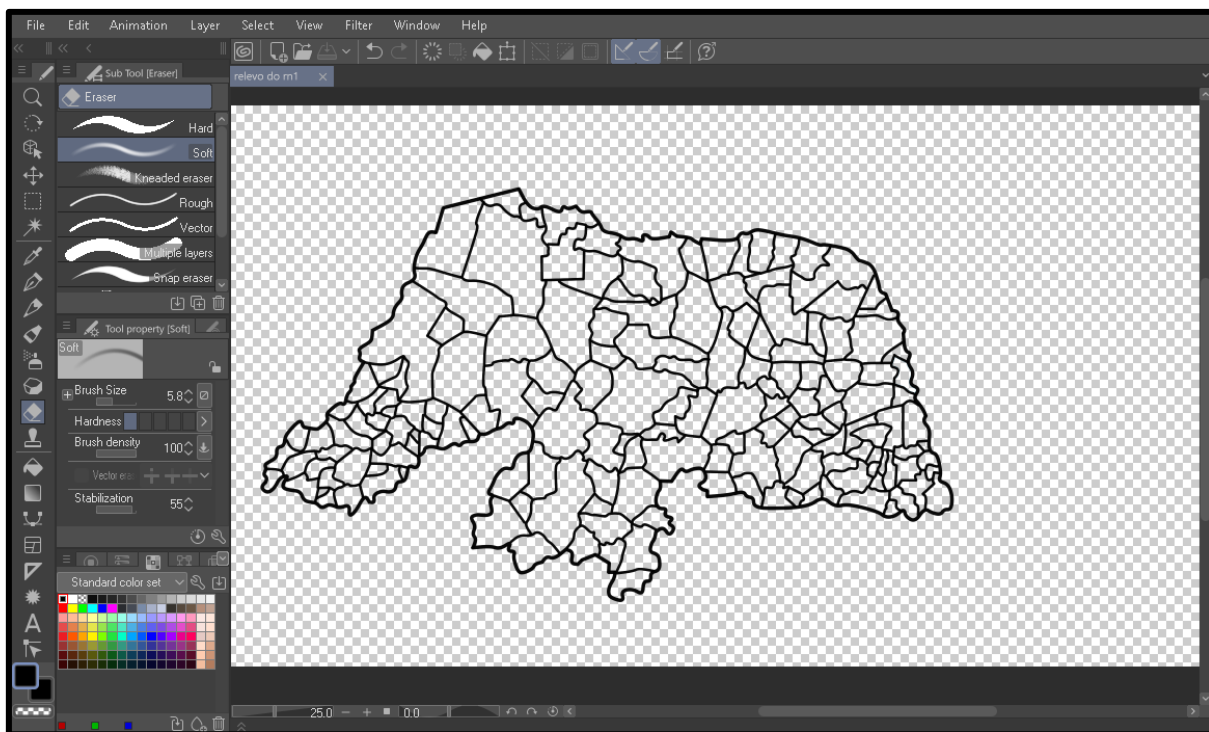 File Edit Animation Layer Select View Filter Window Help
Sub Tool [Eraser]
relevo do m1
Eraser
Hard
Soft
Kneaded eraser
Rough
Vector
Multiple layers
Snap eraser
Tool property [Soft]
Soft
Brush Size 5.8
Hardness
Brush density 100
Vector era
Stabilization 55
Standard color set
25.0 0.0